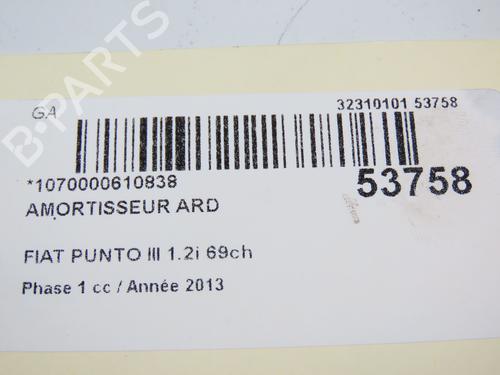 GA
32310101 53758
*1070000610838
53758
AMORTISSEUR ARD
FIAT PUNTO III 1.2i 69ch
Phase 1 cc / Année 2013
B-PARTS